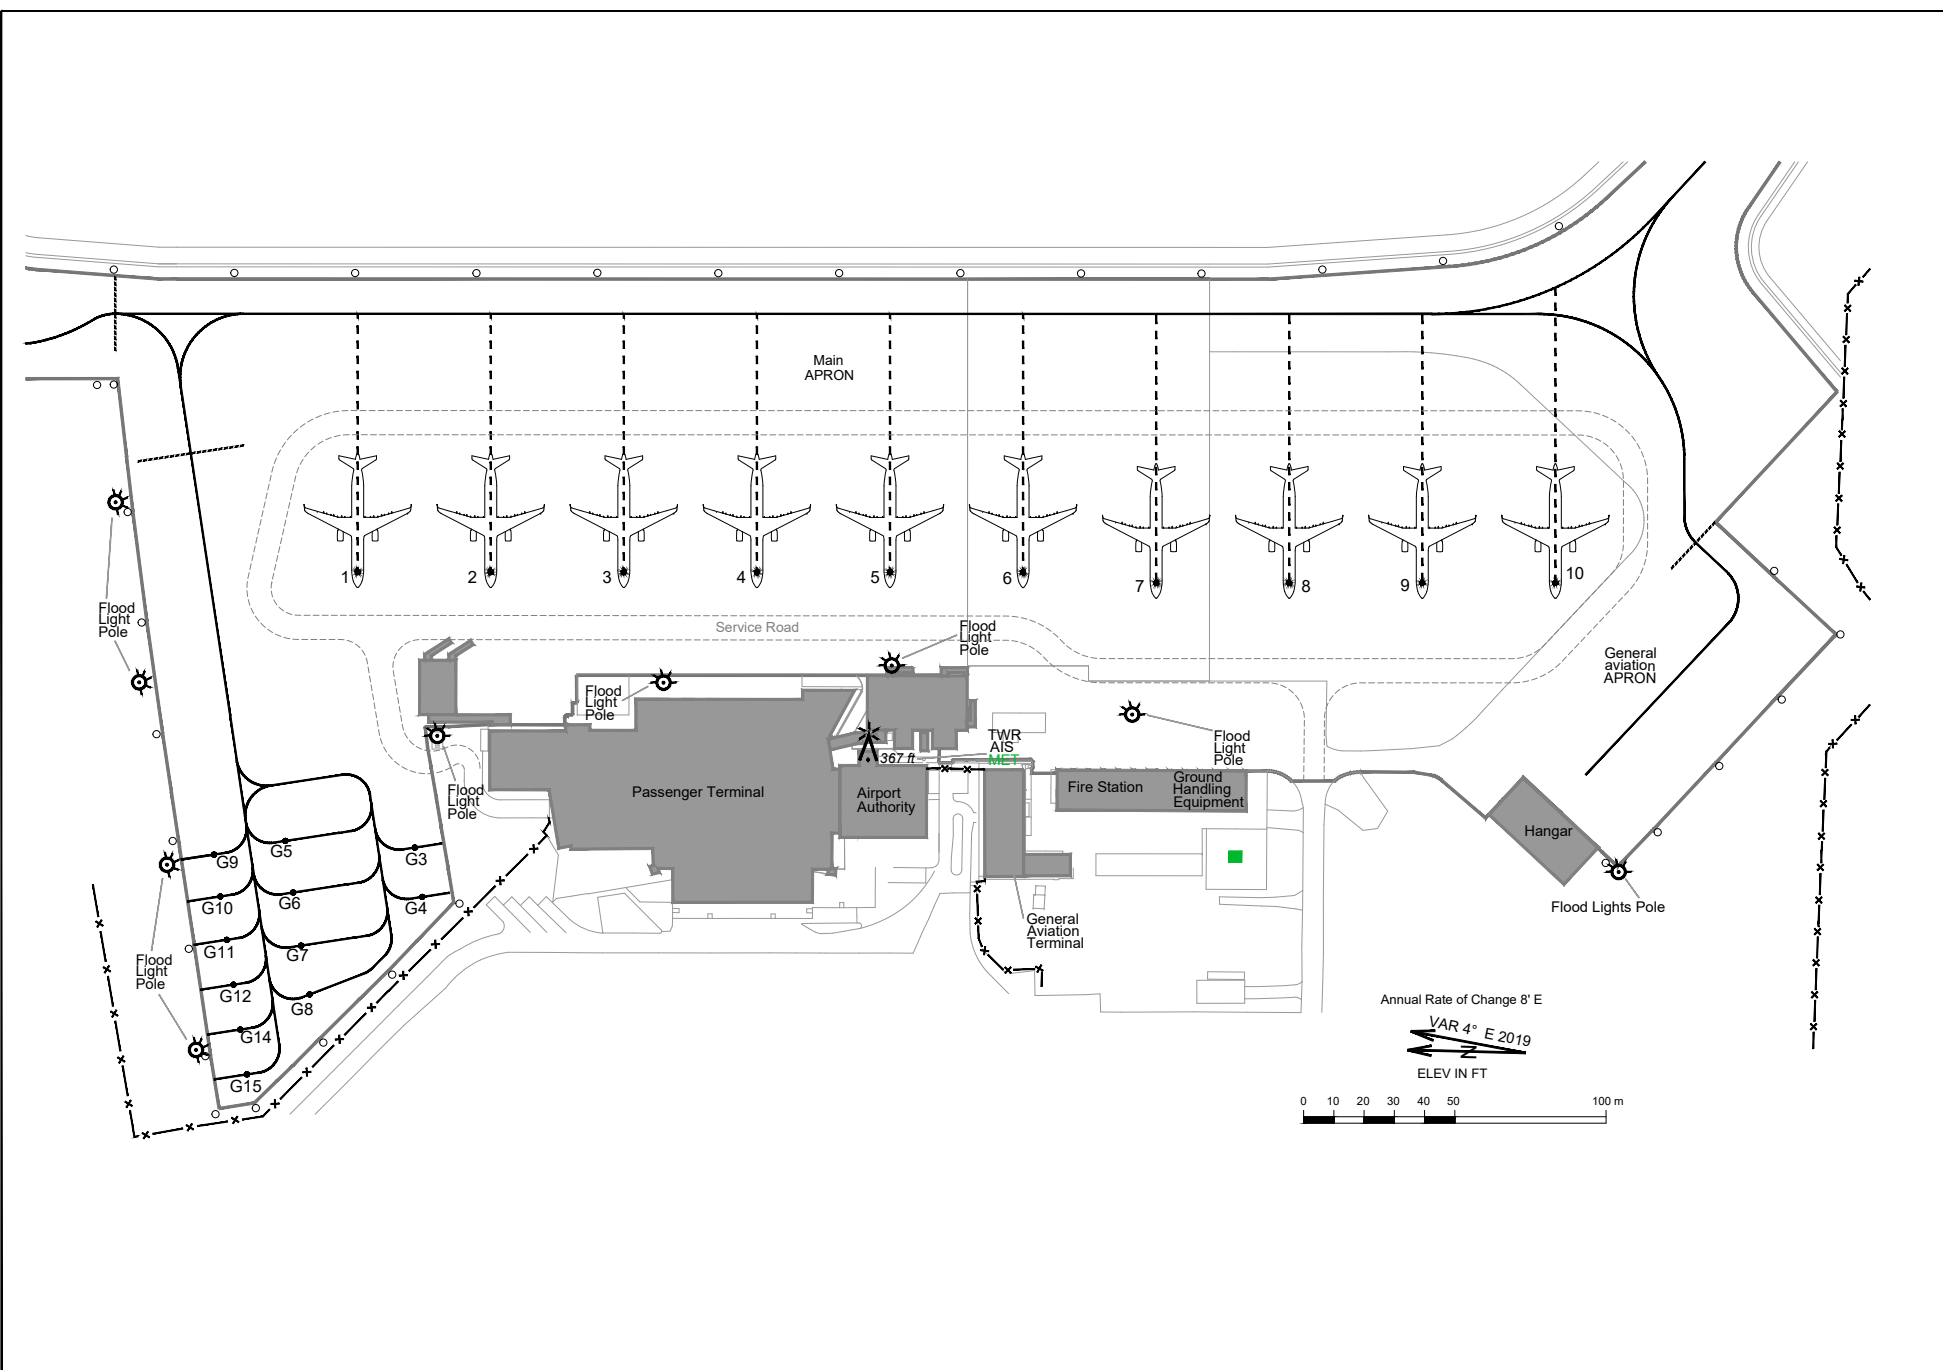 Main
APRON
1
2
3
4
5
6
7
8
9
10
Flood
Light
Pole
Service Road
Flood
Light
Pole
General
aviation
APRON
Flood
Light
Pole
TWR
AIS
MET
367 ft
Flood
Light
Pole
Flood
Light
Pole
Passenger Terminal
Airport
Authority
Fire Station
Ground
Handling
Equipment
Hangar
G9
G5
G3
G10
G6
G4
G11
G7
G12
G8
G14
G15
Flood
Light
Pole
General
Aviation
Terminal
Flood Lights Pole
Annual Rate of Change 8' E
VAR 4° E 2019
N
ELEV IN FT
0 10 20 30 40 50 100 m